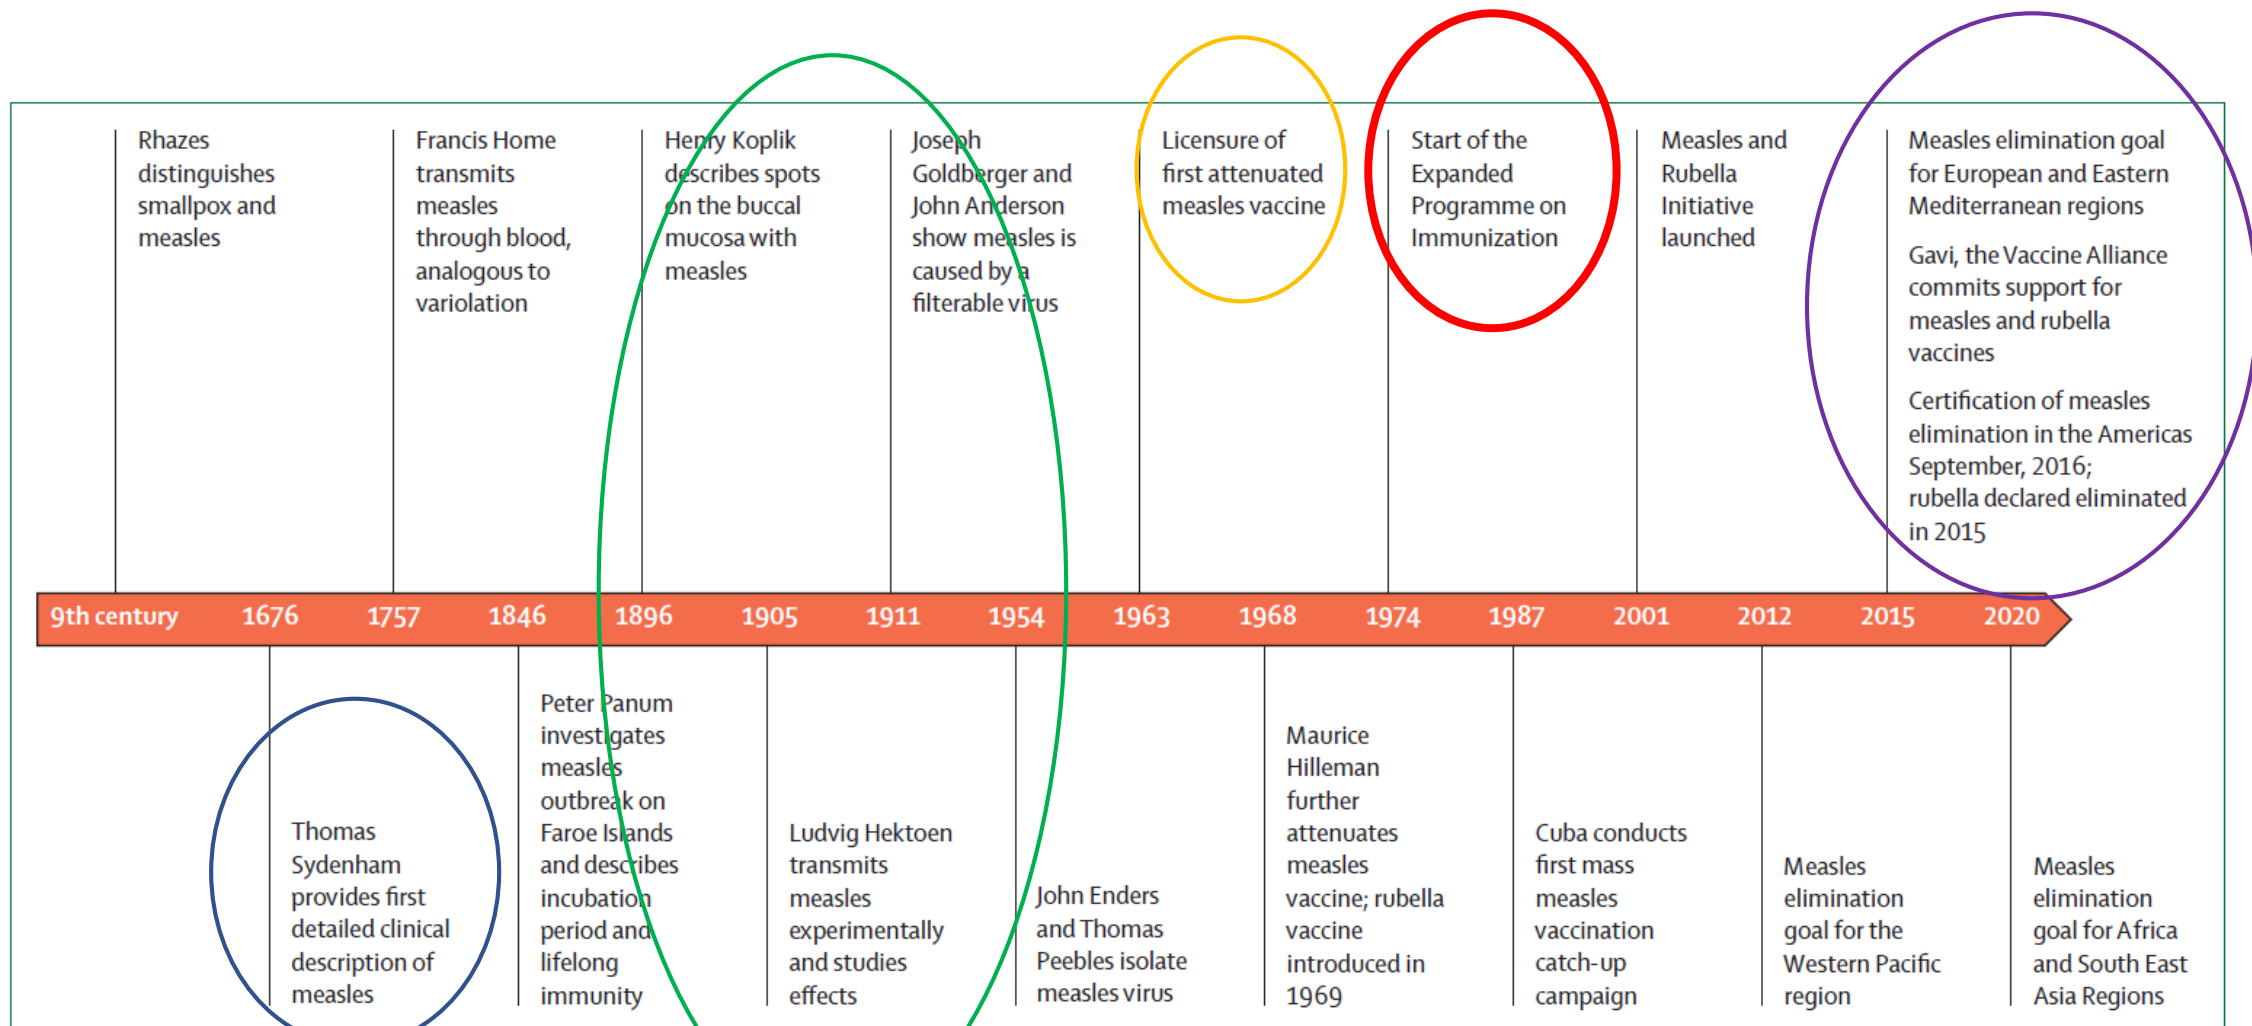 Rhazes
distinguishes
smallpox and
measles
Francis Home
transmits
measles
through blood,
analogous to
variolation
Henry Koplik
describes spots
on the buccal
mucosa with
measles
Joseph
Goldberger and
John Anderson
show measles is
caused by a
filterable virus
Licensure of
first attenuated
measles vaccine
Start of the
Expanded
Programme on
Immunization
Measles and
Rubella
Initiative
launched
Measles elimination goal
for European and Eastern
Mediterranean regions
Gavi, the Vaccine Alliance
commits support for
measles and rubella
vaccines
Certification of measles
elimination in the Americas
September, 2016;
rubella declared eliminated
in 2015
9th century 1676 1757 1846 1896 1905 1911 1954 1963 1968 1974 1987 2001 2012 2015 2020
Thomas
Sydenham
provides first
detailed clinical
description of
measles
Peter Panum
investigates
measles
outbreak on
Faroe Islands
and describes
incubation
period and
lifelong
immunity
Ludvig Hektoen
transmits
measles
experimentally
and studies
effects
John Enders
and Thomas
Peebles isolate
measles virus
Maurice
Hilleman
further
attenuates
measles
vaccine; rubella
vaccine
introduced in
1969
Cuba conducts
first mass
measles
vaccination
catch-up
campaign
Measles
elimination
goal for the
Western Pacific
region
Measles
elimination
goal for Africa
and South East
Asia Regions